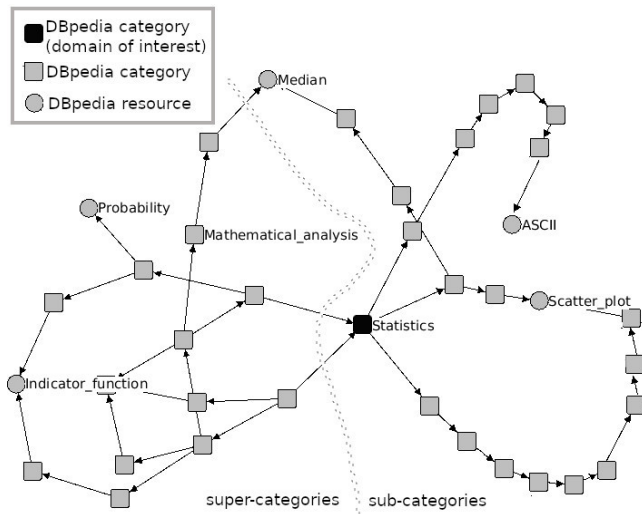 DBpedia category
(domain of interest)
DBpedia category
DBpedia resource
Median
Probability
Mathematical_analysis
ASCII
Scatter_plot
Statistics
Indicator_function
super-categories
sub-categories